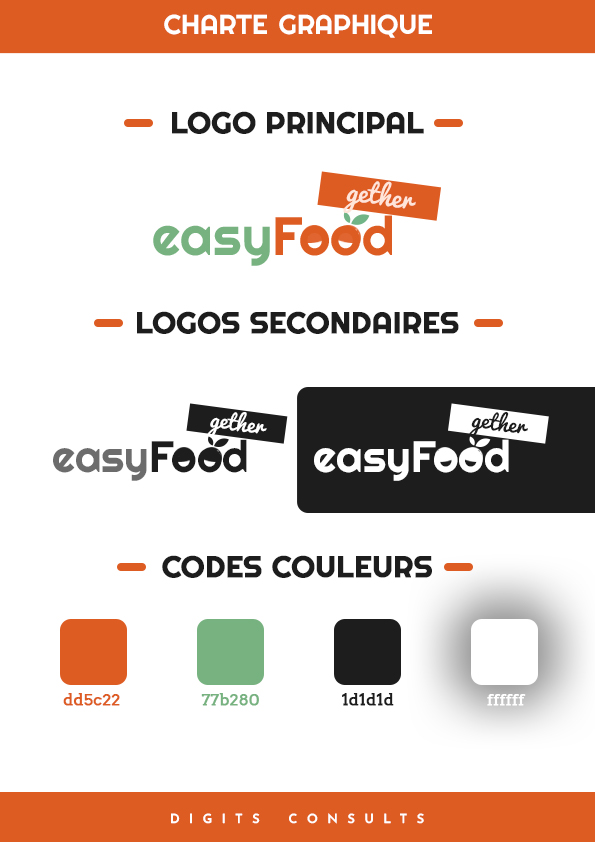 CHARTE GRAPHIQUE
LOGO PRINCIPAL
gether
easyFood
LOGOS SECONDAIRES
gether
easyFood
gether
easyFood
CODES COULEURS
dd5c22
77b280
1d1d1d
ffffff
DIGITS CONSULTS